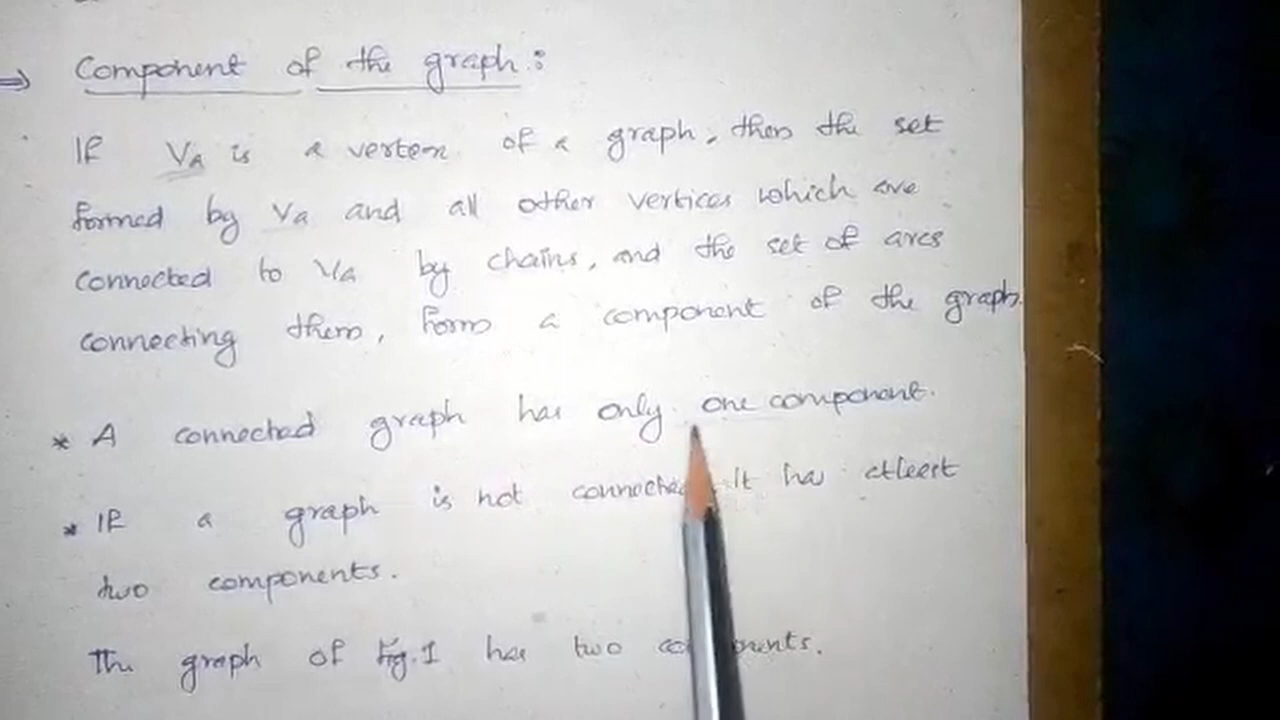 ⇒ Component of the graph :
If VA is a vertex of a graph, then the set
formed by Va and all other vertices which are
connected to Va by chains, and the set of arcs
connecting them, form a component of the graph.
* A connected graph has only one component.
* If a graph is not connected, It has atleast
two components.
The graph of Fig.1 has two components.